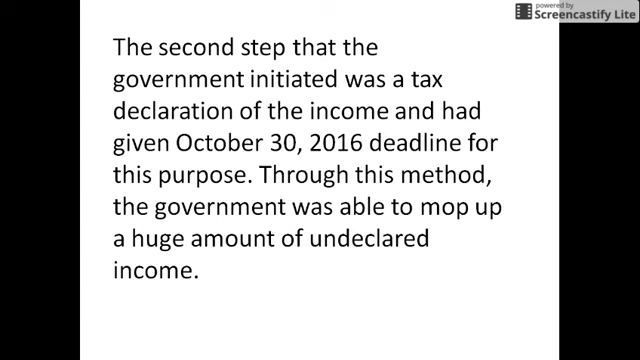 powered by
Screencastify Lite
The second step that the
government initiated was a tax
declaration of the income and had
given October 30, 2016 deadline for
this purpose. Through this method,
the government was able to mop up
a huge amount of undeclared
income.